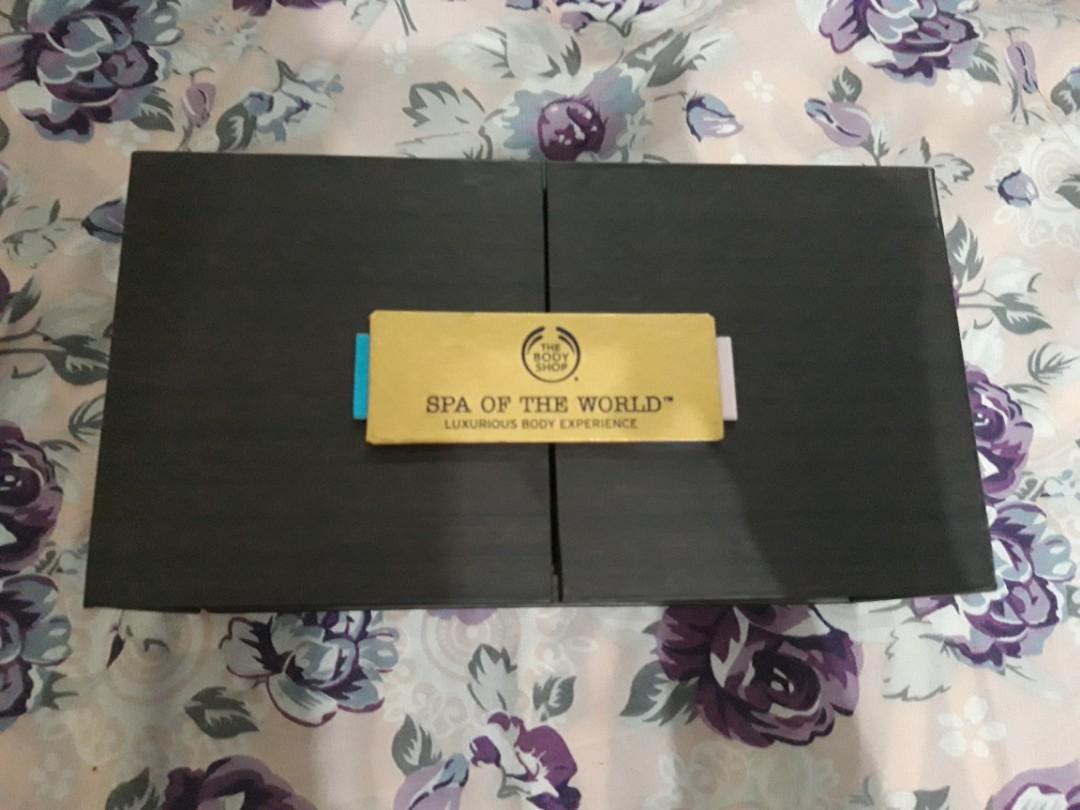 THE
BODY
SHOP
SPA OF THE WORLD™
LUXURIOUS BODY EXPERIENCE